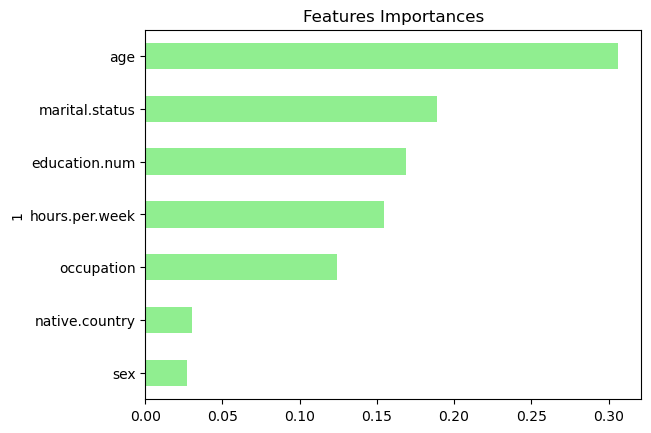 Features Importances
age
marital.status
education.num
hours.per.week
occupation
native.country
sex
1
0.00 0.05 0.10 0.15 0.20 0.25 0.30